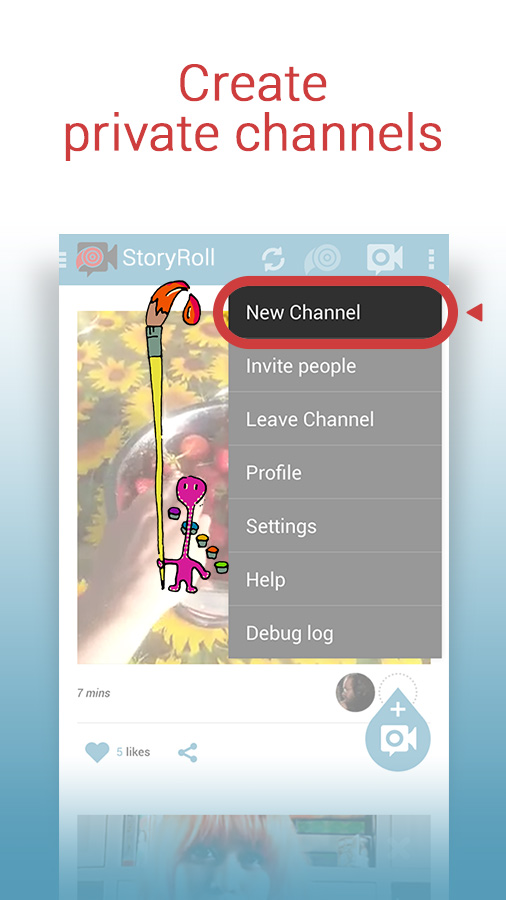 Create
private channels
StoryRoll
New Channel
Invite people
Leave Channel
Profile
Settings
Help
Debug log
7 mins
5 likes